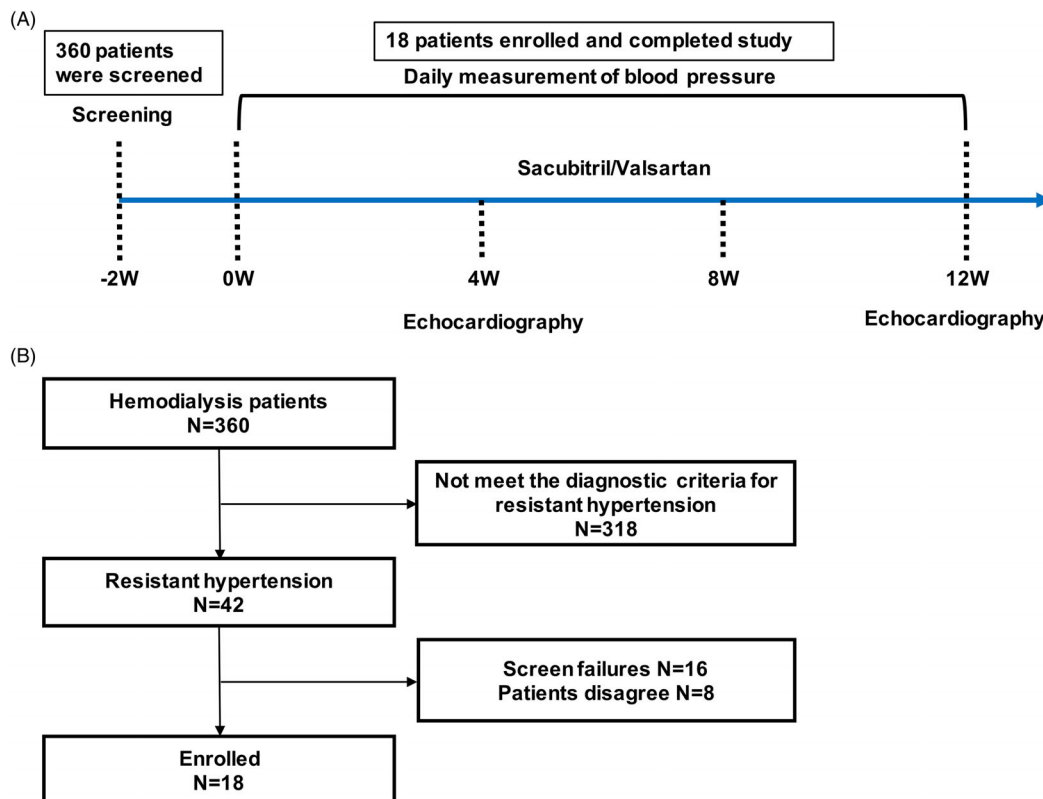 (A)
360 patients
were screened
18 patients enrolled and completed study
Daily measurement of blood pressure
Screening
Sacubitril/Valsartan
-2W
0W
4W
8W
12W
Echocardiography
Echocardiography
(B)
Hemodialysis patients
N=360
Not meet the diagnostic criteria for
resistant hypertension
N=318
Resistant hypertension
N=42
Screen failures N=16
Patients disagree N=8
Enrolled
N=18